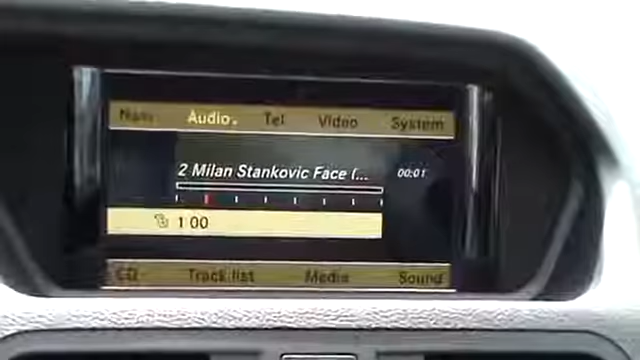 Navi Audio Tel Video System
2 Milan Stankovic Face (... 00:01
1 00
CD Track list Media Sound